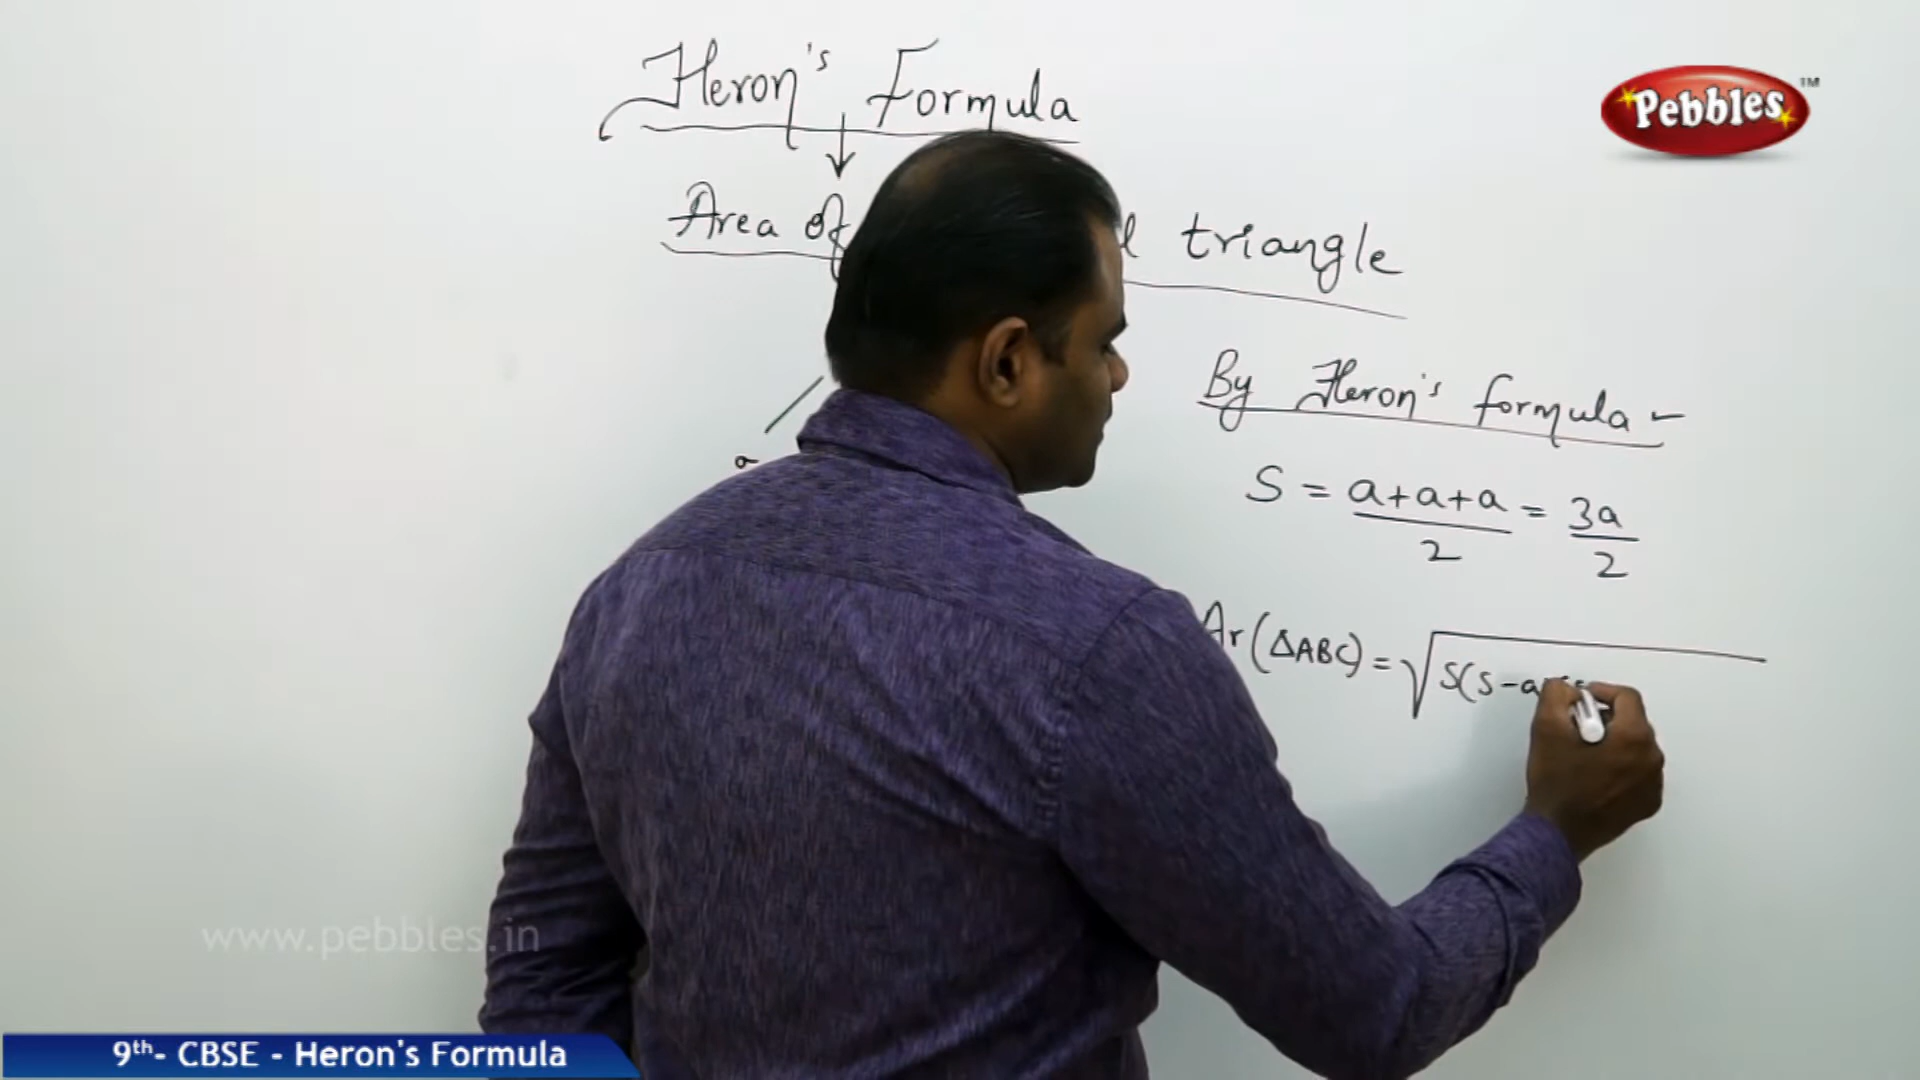 Heron's Formula
Pebbles™
Area of triangle
By Heron's formula -
a
S = a+a+a/2 = 3a/2
Ar(ΔABC) = √S(S-a)
www.pebbles.in
9th- CBSE - Heron's Formula